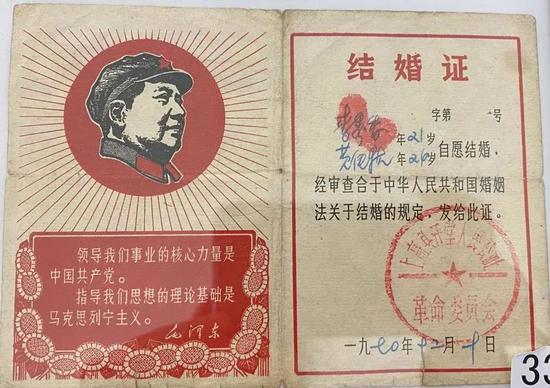 领导我们事业的核心力量是
中国共产党。
指导我们思想的理论基础是
马克思列宁主义。
毛泽东
结婚证
字第 号
年21岁
年26岁
自愿结婚,
经审查合于中华人民共和国婚姻
法关于结婚的规定,发给此证。
革命委员会
一九七〇年十二月 日
33